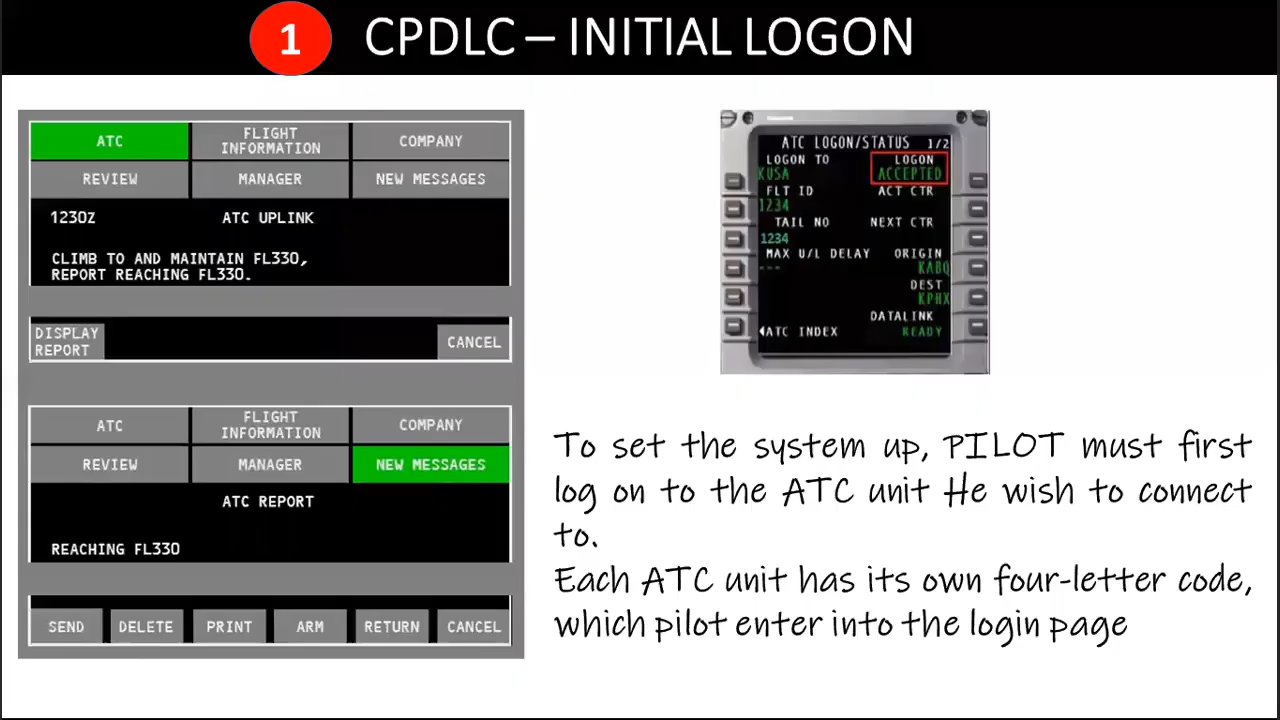 1 CPDLC – INITIAL LOGON
ATC
FLIGHT
INFORMATION
COMPANY
REVIEW
MANAGER
NEW MESSAGES
1230Z ATC UPLINK
CLIMB TO AND MAINTAIN FL330,
REPORT REACHING FL330.
DISPLAY
REPORT
CANCEL
ATC
FLIGHT
INFORMATION
COMPANY
REVIEW
MANAGER
NEW MESSAGES
ATC REPORT
REACHING FL330
SEND DELETE PRINT ARM RETURN CANCEL
ATC LOGON/STATUS 1/2
LOGON TO LOGON
KUSA ACCEPTED
FLT ID ACT CTR
1234
TAIL NO NEXT CTR
1234
MAX U/L DELAY ORIGIN
--- KABQ
DEST
KPHX
DATALINK
ATC INDEX READY
To set the system up, PILOT must first
log on to the ATC unit He wish to connect
to.
Each ATC unit has its own four-letter code,
which pilot enter into the login page